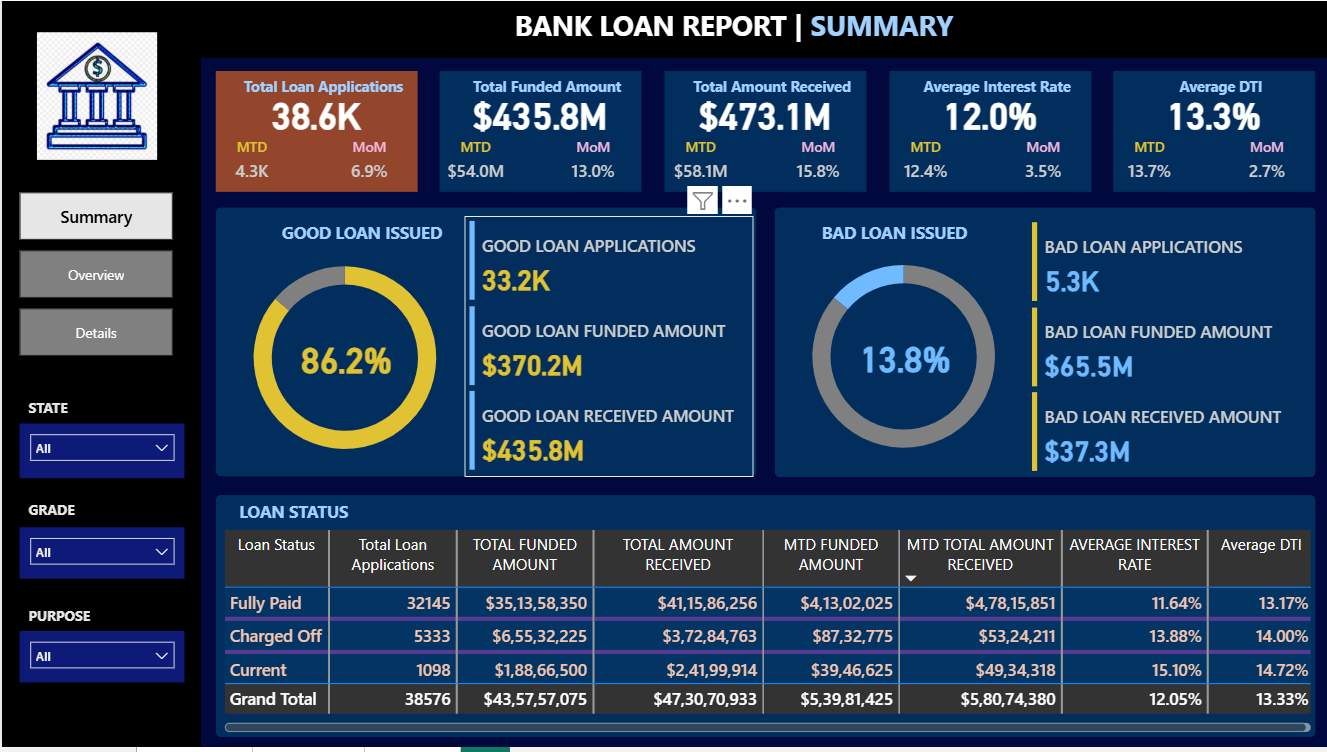 BANK LOAN REPORT | SUMMARY
$
Total Loan Applications
38.6K
MTD MoM
4.3K 6.9%
Total Funded Amount
$435.8M
MTD MoM
$54.0M 13.0%
Total Amount Received
$473.1M
MTD MoM
$58.1M 15.8%
Average Interest Rate
12.0%
MTD MoM
12.4% 3.5%
Average DTI
13.3%
MTD MoM
13.7% 2.7%
Summary
Overview
Details
STATE
All
GRADE
All
PURPOSE
All
GOOD LOAN ISSUED
86.2%
GOOD LOAN APPLICATIONS
33.2K
GOOD LOAN FUNDED AMOUNT
$370.2M
GOOD LOAN RECEIVED AMOUNT
$435.8M
BAD LOAN ISSUED
13.8%
BAD LOAN APPLICATIONS
5.3K
BAD LOAN FUNDED AMOUNT
$65.5M
BAD LOAN RECEIVED AMOUNT
$37.3M
LOAN STATUS
Loan Status Total Loan Applications TOTAL FUNDED AMOUNT TOTAL AMOUNT RECEIVED MTD FUNDED AMOUNT MTD TOTAL AMOUNT RECEIVED AVERAGE INTEREST RATE Average DTI
Fully Paid 32145 $35,13,58,350 $41,15,86,256 $4,13,02,025 $4,78,15,851 11.64% 13.17%
Charged Off 5333 $6,55,32,225 $3,72,84,763 $87,32,775 $53,24,211 13.88% 14.00%
Current 1098 $1,88,66,500 $2,41,99,914 $39,46,625 $49,34,318 15.10% 14.72%
Grand Total 38576 $43,57,57,075 $47,30,70,933 $5,39,81,425 $5,80,74,380 12.05% 13.33%